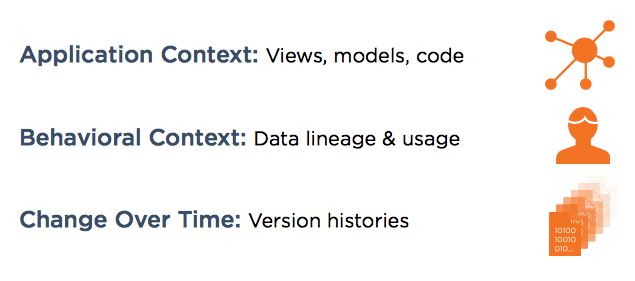 Application Context: Views, models, code
Behavioral Context: Data lineage & usage
Change Over Time: Version histories
10100
10010
010...